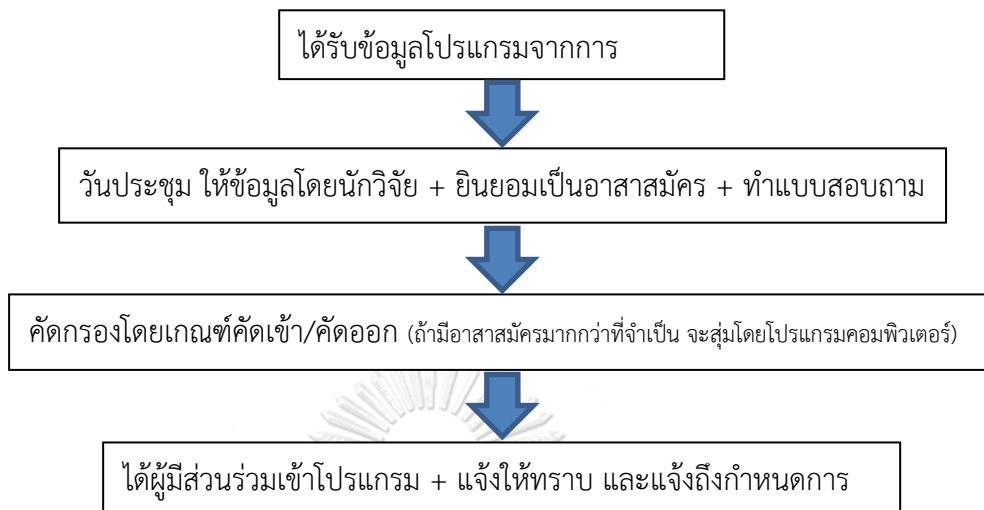 ได้รับข้อมูลโปรแกรมจากการ
วันประชุม ให้ข้อมูลโดยนักวิจัย + ยินยอมเป็นอาสาสมัคร + ทำแบบสอบถาม
คัดกรองโดยเกณฑ์คัดเข้า/คัดออก (ถ้ามีอาสาสมัครมากกว่าที่จำเป็น จะสุ่มโดยโปรแกรมคอมพิวเตอร์)
ได้ผู้มีส่วนร่วมเข้าโปรแกรม + แจ้งให้ทราบ และแจ้งถึงกำหนดการ